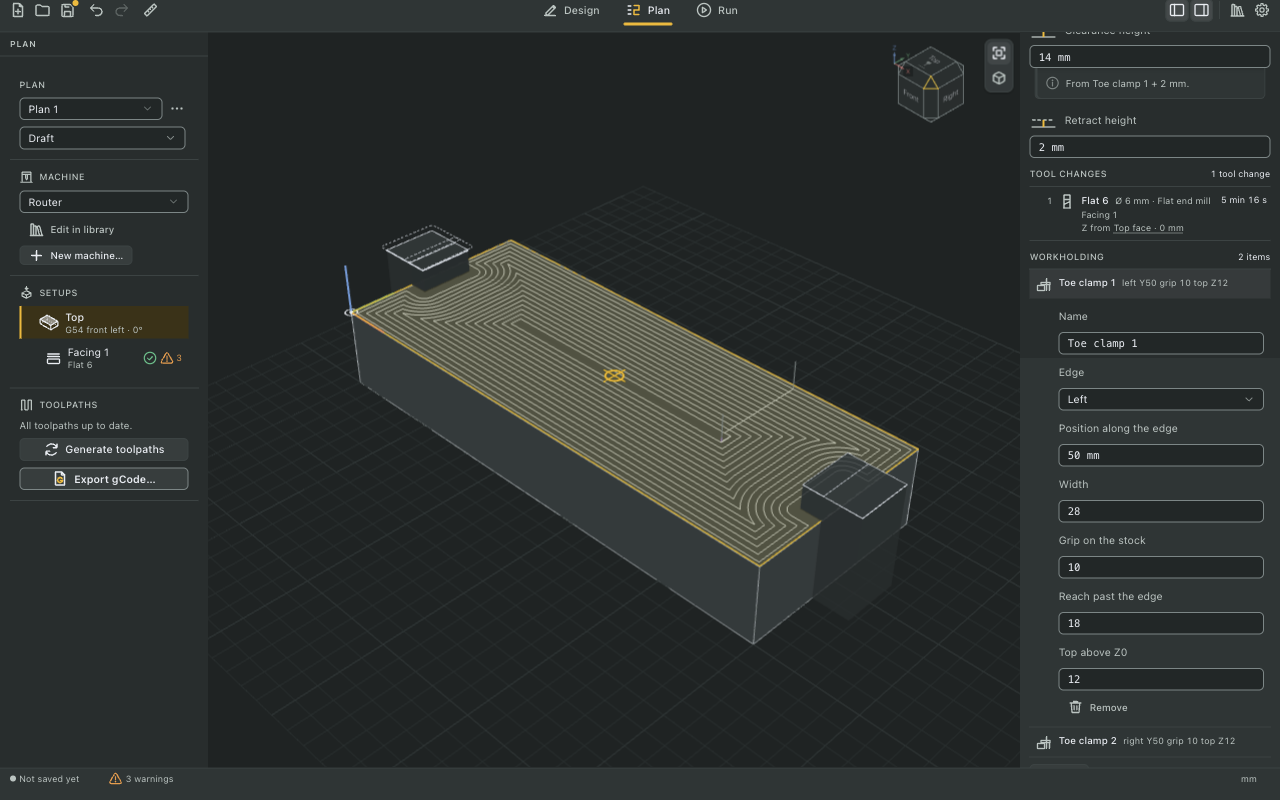 Design
Plan
Run
PLAN
PLAN
Plan 1
Draft
MACHINE
Router
Edit in library
New machine...
SETUPS
Top
G54 front left · 0°
Facing 1
Flat 6
3
TOOLPATHS
All toolpaths up to date.
Generate toolpaths
Export gCode...
Top
Front
Right
Clearance height
14 mm
From Toe clamp 1 + 2 mm.
Retract height
2 mm
TOOL CHANGES
1 tool change
1
Flat 6 Ø 6 mm · Flat end mill
5 min 16 s
Facing 1
Z from Top face · 0 mm
WORKHOLDING
2 items
Toe clamp 1 left Y50 grip 10 top Z12
Name
Toe clamp 1
Edge
Left
Position along the edge
50 mm
Width
28
Grip on the stock
10
Reach past the edge
18
Top above Z0
12
Remove
Toe clamp 2 right Y50 grip 10 top Z12
Not saved yet
3 warnings
mm